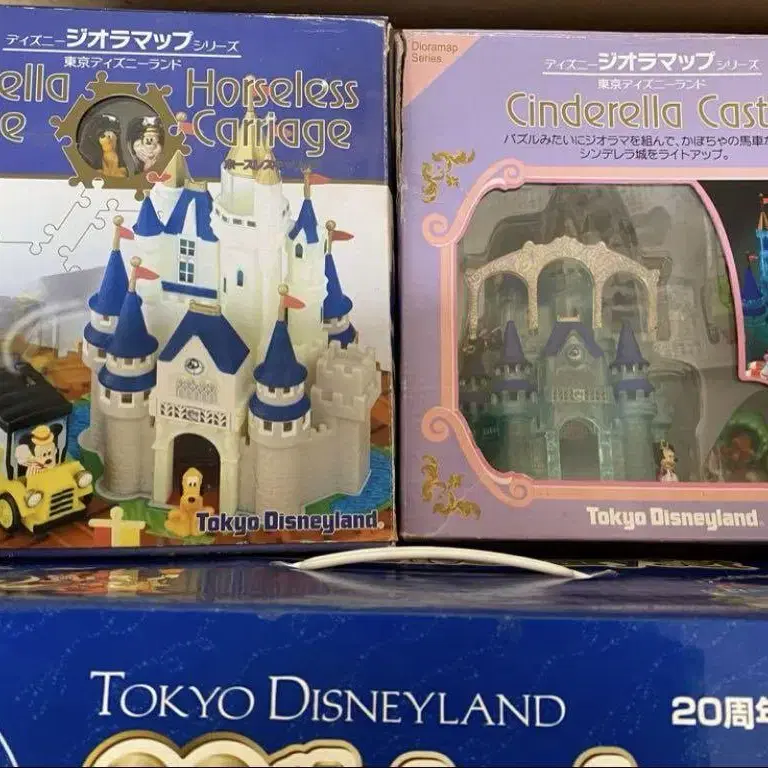 ディズニージオラマップシリーズ
東京ディズニーランド
ella Horseless
e Carriage
ホースレスキャリッジ
Tokyo Disneyland®
Dioramap
Series
ディズニージオラマップシリーズ
東京ディズニーランド
Cinderella Cast
パズルみたいにジオラマを組んで、かぼちゃの馬車が
シンデレラ城をライトアップ。
Tokyo Disneyland®
TOKYO DISNEYLAND
20周年